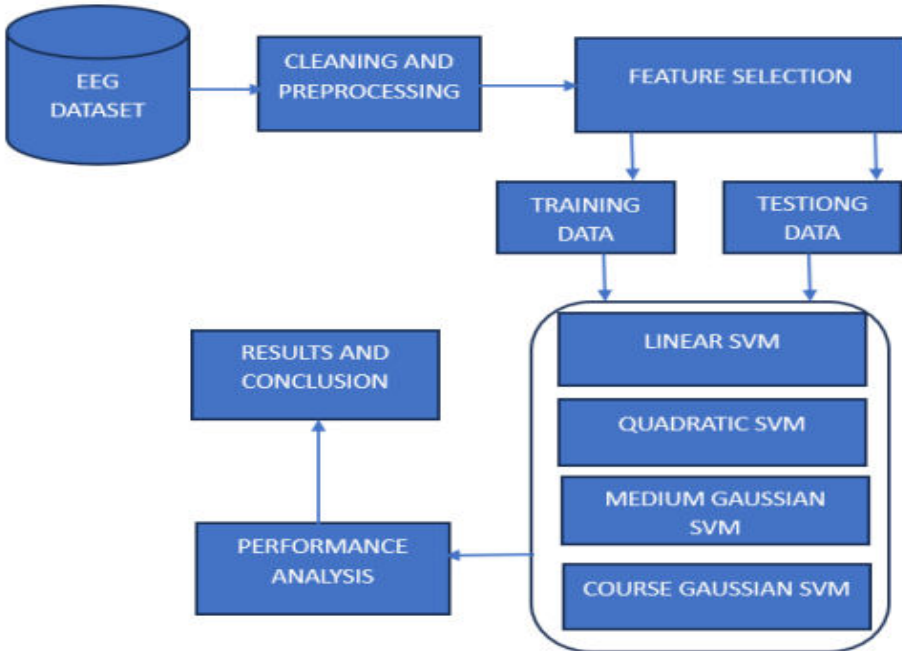 EEG
DATASET
CLEANING AND
PREPROCESSING
FEATURE SELECTION
TRAINING
DATA
TESTIONG
DATA
LINEAR SVM
QUADRATIC SVM
MEDIUM GAUSSIAN
SVM
COURSE GAUSSIAN SVM
PERFORMANCE
ANALYSIS
RESULTS AND
CONCLUSION